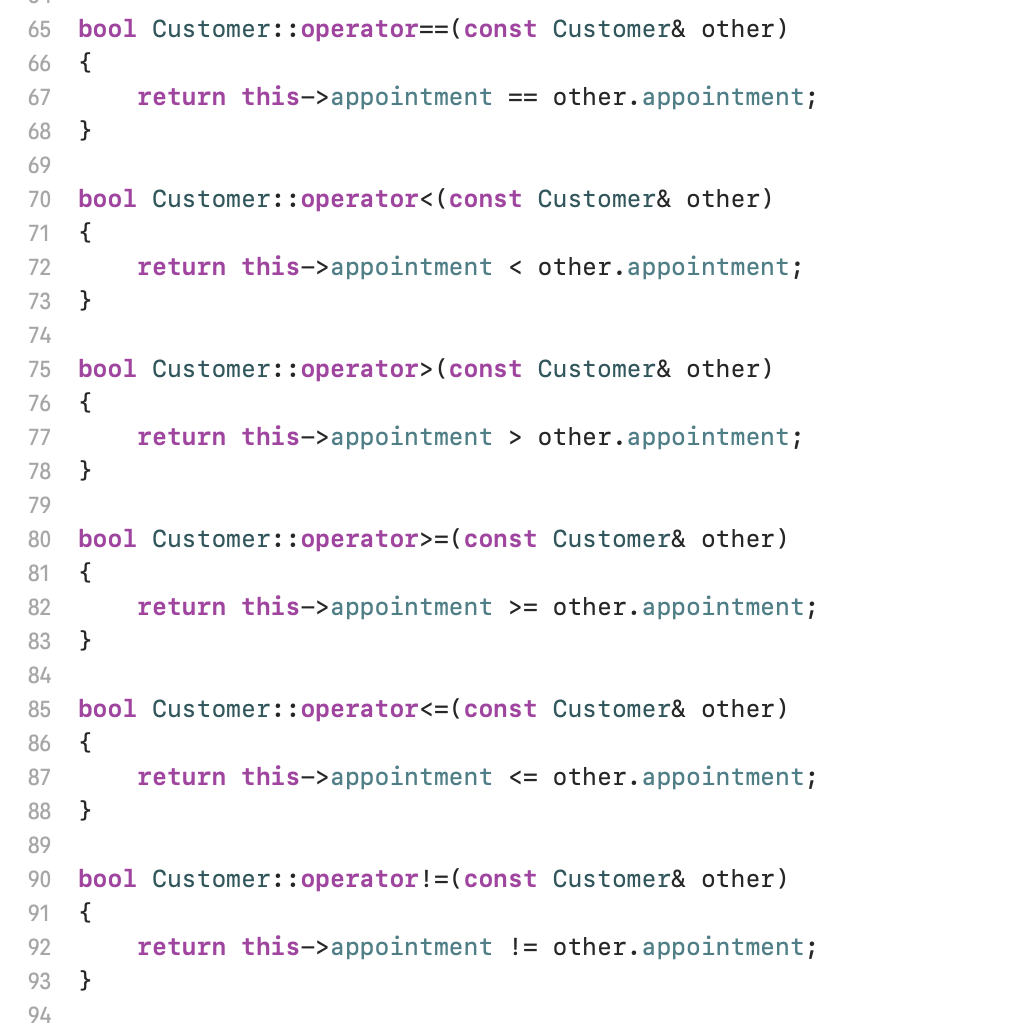 65 bool Customer::operator==(const Customer& other)
66 {
67     return this->appointment == other.appointment;
68 }
69
70 bool Customer::operator<(const Customer& other)
71 {
72     return this->appointment < other.appointment;
73 }
74
75 bool Customer::operator>(const Customer& other)
76 {
77     return this->appointment > other.appointment;
78 }
79
80 bool Customer::operator>=(const Customer& other)
81 {
82     return this->appointment >= other.appointment;
83 }
84
85 bool Customer::operator<=(const Customer& other)
86 {
87     return this->appointment <= other.appointment;
88 }
89
90 bool Customer::operator!=(const Customer& other)
91 {
92     return this->appointment != other.appointment;
93 }
94